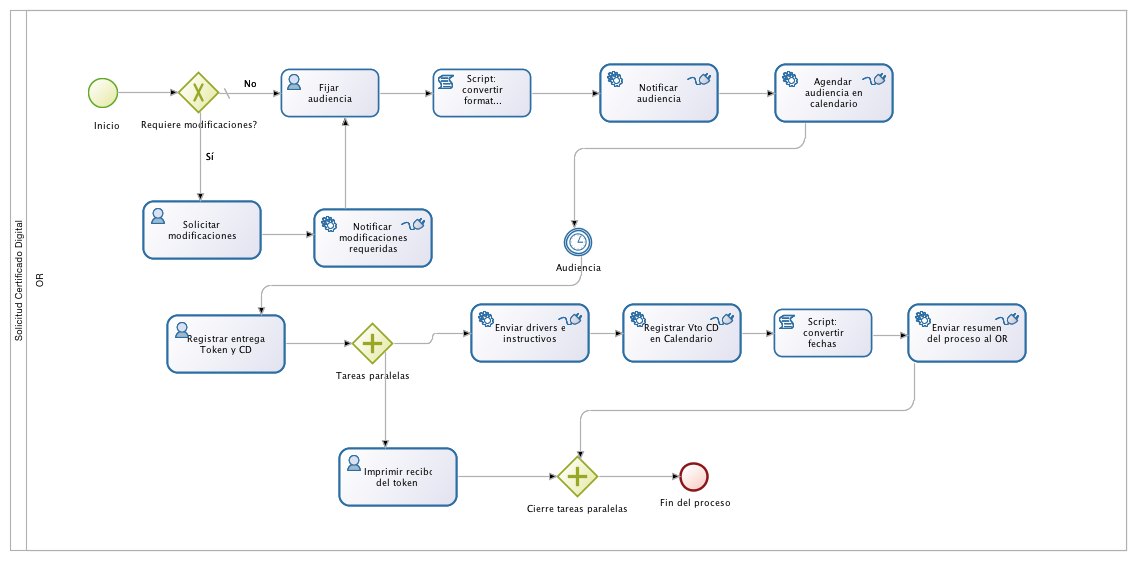 Solicitud Certificado Digital
OR
Inicio
Requiere modificaciones?
No
Sí
Fijar
audiencia
Script:
convertir
format...
Notificar
audiencia
Agendar
audiencia en
calendario
Solicitar
modificaciones
Notificar
modificaciones
requeridas
Audiencia
Registrar entrega
Token y CD
Tareas paralelas
Enviar drivers e
instructivos
Registrar Vto CD
en Calendario
Script:
convertir
fechas
Enviar resumen
del proceso al OR
Imprimir recibo
del token
Cierre tareas paralelas
Fin del proceso